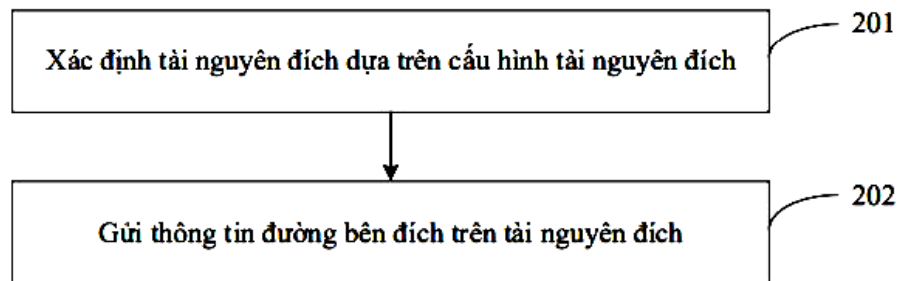 201
Xác định tài nguyên đích dựa trên cấu hình tài nguyên đích
202
Gửi thông tin đường bên đích trên tài nguyên đích